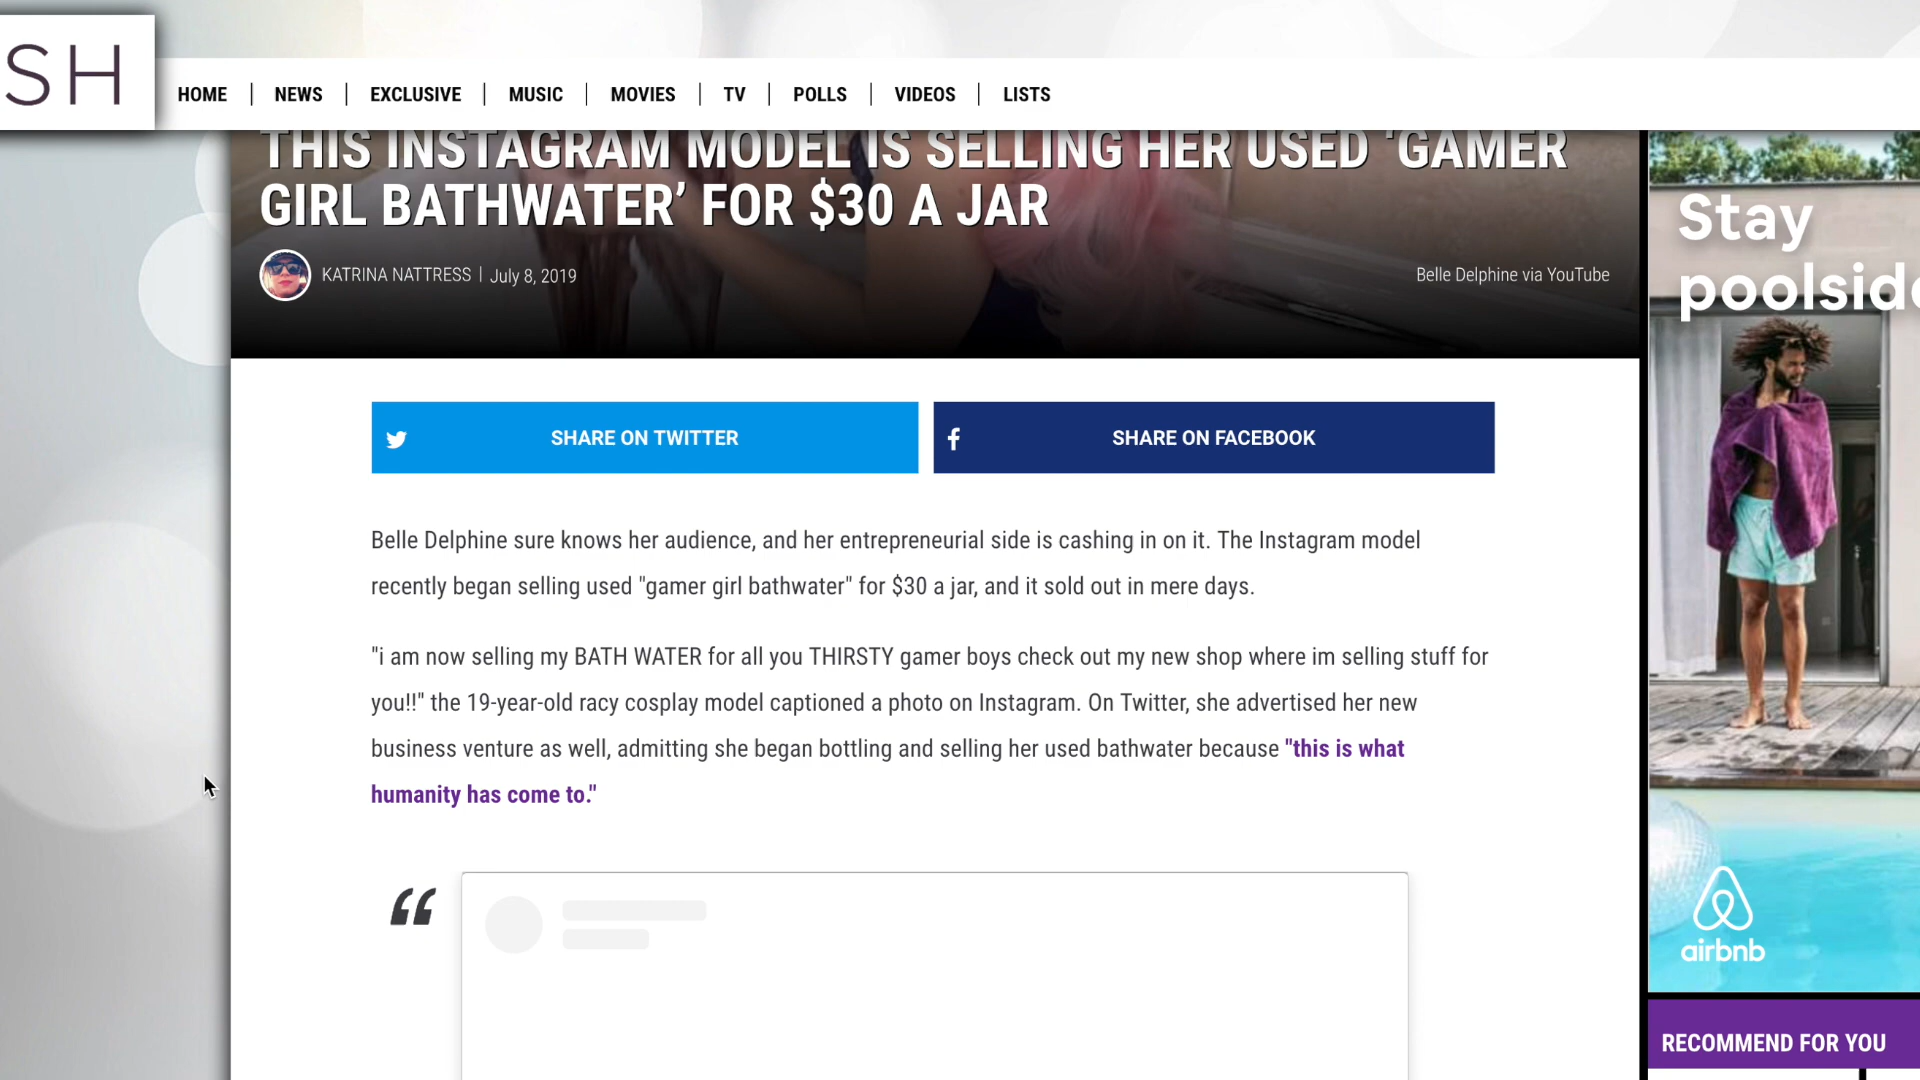 SH
HOME | NEWS | EXCLUSIVE | MUSIC | MOVIES | TV | POLLS | VIDEOS | LISTS
THIS INSTAGRAM MODEL IS SELLING HER USED ‘GAMER
GIRL BATHWATER’ FOR $30 A JAR
KATRINA NATTRESS | July 8, 2019
Belle Delphine via YouTube
SHARE ON TWITTER
SHARE ON FACEBOOK
Belle Delphine sure knows her audience, and her entrepreneurial side is cashing in on it. The Instagram model
recently began selling used "gamer girl bathwater" for $30 a jar, and it sold out in mere days.
"i am now selling my BATH WATER for all you THIRSTY gamer boys check out my new shop where im selling stuff for
you!!" the 19-year-old racy cosplay model captioned a photo on Instagram. On Twitter, she advertised her new
business venture as well, admitting she began bottling and selling her used bathwater because "this is what
humanity has come to."
“
Stay
poolside
airbnb
RECOMMEND FOR YOU